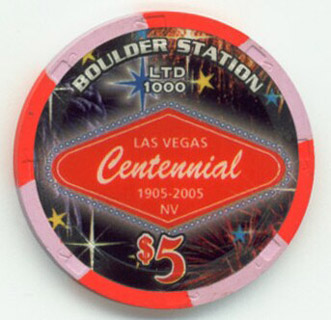 BOULDER STATION
LTD
1000
LAS VEGAS
Centennial
1905-2005
NV
$5